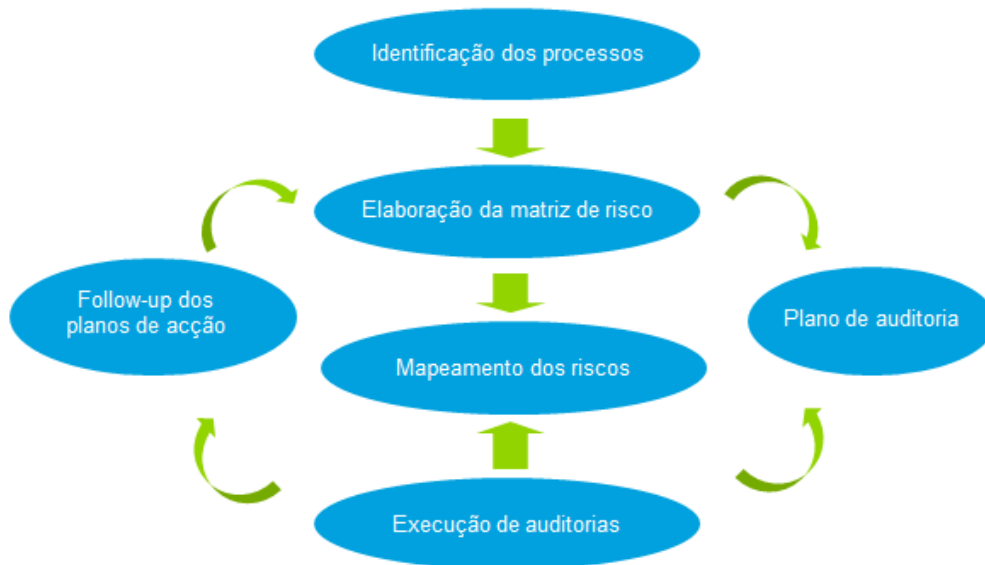 Identificação dos processos
Elaboração da matriz de risco
Follow-up dos
planos de acção
Plano de auditoria
Mapeamento dos riscos
Execução de auditorias